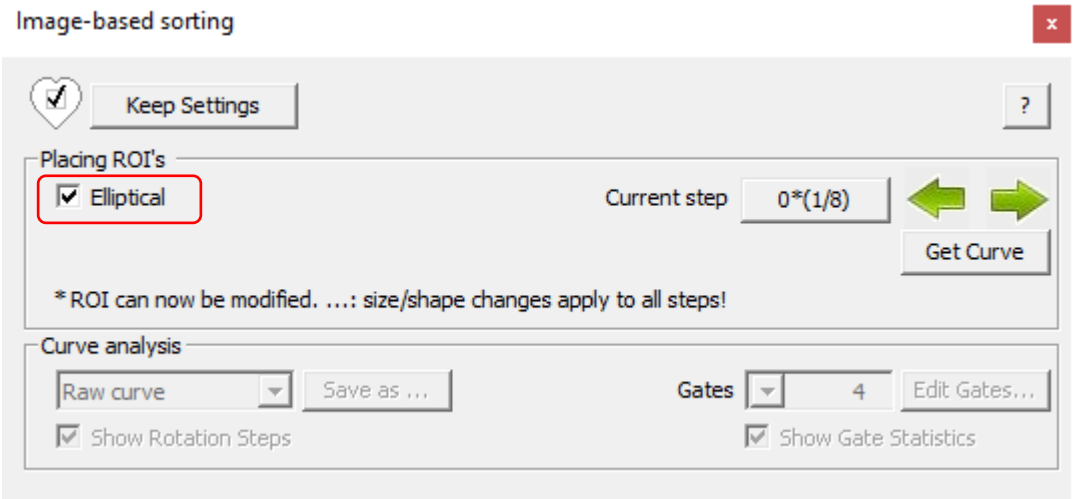 Image-based sorting
x
Keep Settings
?
Placing ROI's
Elliptical
Current step
0*(1/8)
Get Curve
* ROI can now be modified. ...: size/shape changes apply to all steps!
Curve analysis
Raw curve
Save as ...
Gates
4
Edit Gates...
Show Rotation Steps
Show Gate Statistics